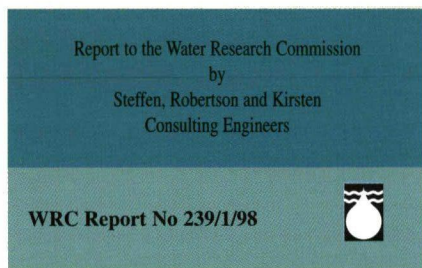 Report to the Water Research Commission
by
Steffen, Robertson and Kirsten
Consulting Engineers
WRC Report No 239/1/98